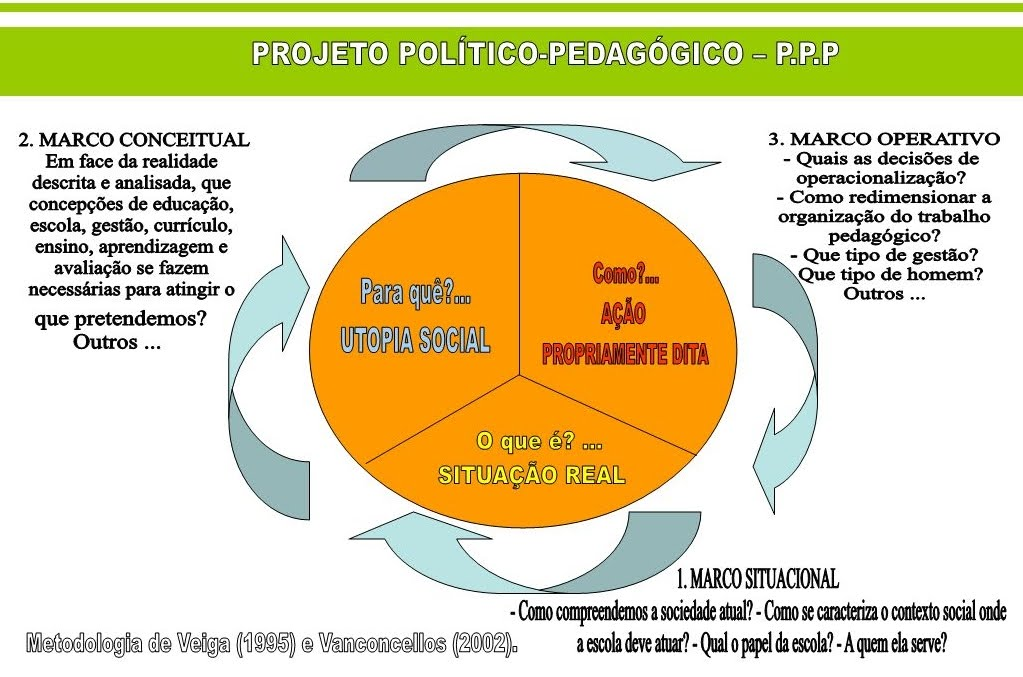 PROJETO POLÍTICO-PEDAGÓGICO – P.P.P
2. MARCO CONCEITUAL
Em face da realidade
descrita e analisada, que
concepções de educação,
escola, gestão, currículo,
ensino, aprendizagem e
avaliação se fazem
necessárias para atingir o
que pretendemos?
Outros ...
3. MARCO OPERATIVO
- Quais as decisões de
operacionalização?
- Como redimensionar a
organização do trabalho
pedagógico?
- Que tipo de gestão?
Que tipo de homem?
Outros ...
Para quê?...
UTOPIA SOCIAL
Como?...
AÇÃO
PROPRIAMENTE DITA
O que é? ...
SITUAÇÃO REAL
1. MARCO SITUACIONAL
- Como compreendemos a sociedade atual? - Como se caracteriza o contexto social onde
a escola deve atuar? - Qual o papel da escola? - A quem ela serve?
Metodologia de Veiga (1995) e Vanconcellos (2002).